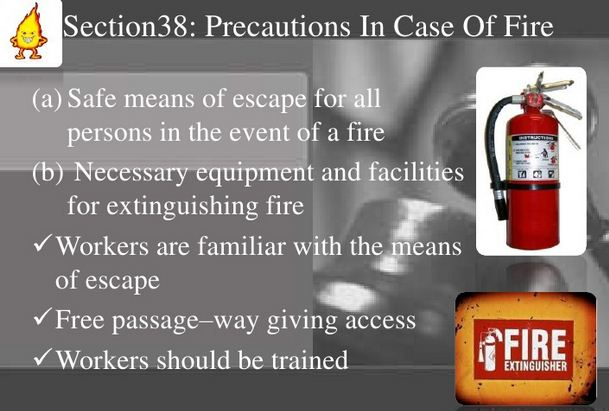 Section38: Precautions In Case Of Fire
(a) Safe means of escape for all
persons in the event of a fire
(b) Necessary equipment and facilities
for extinguishing fire
✓Workers are familiar with the means
of escape
✓Free passage–way giving access
✓Workers should be trained
INSTRUCTIONS
FIRE
EXTINGUISHER